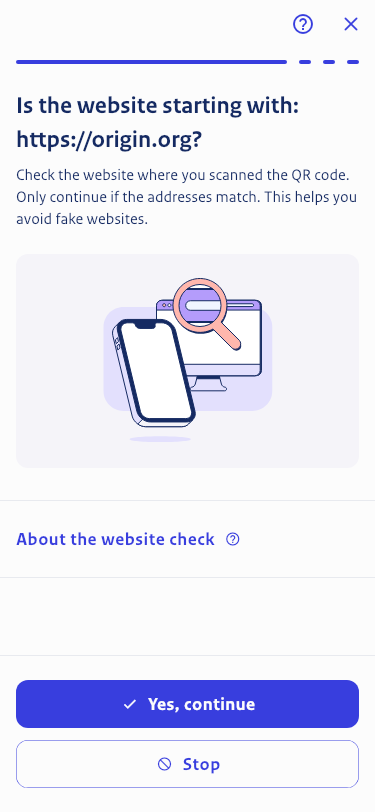 Is the website starting with:
https://origin.org?
Check the website where you scanned the QR code.
Only continue if the addresses match. This helps you
avoid fake websites.
About the website check
Yes, continue
Stop